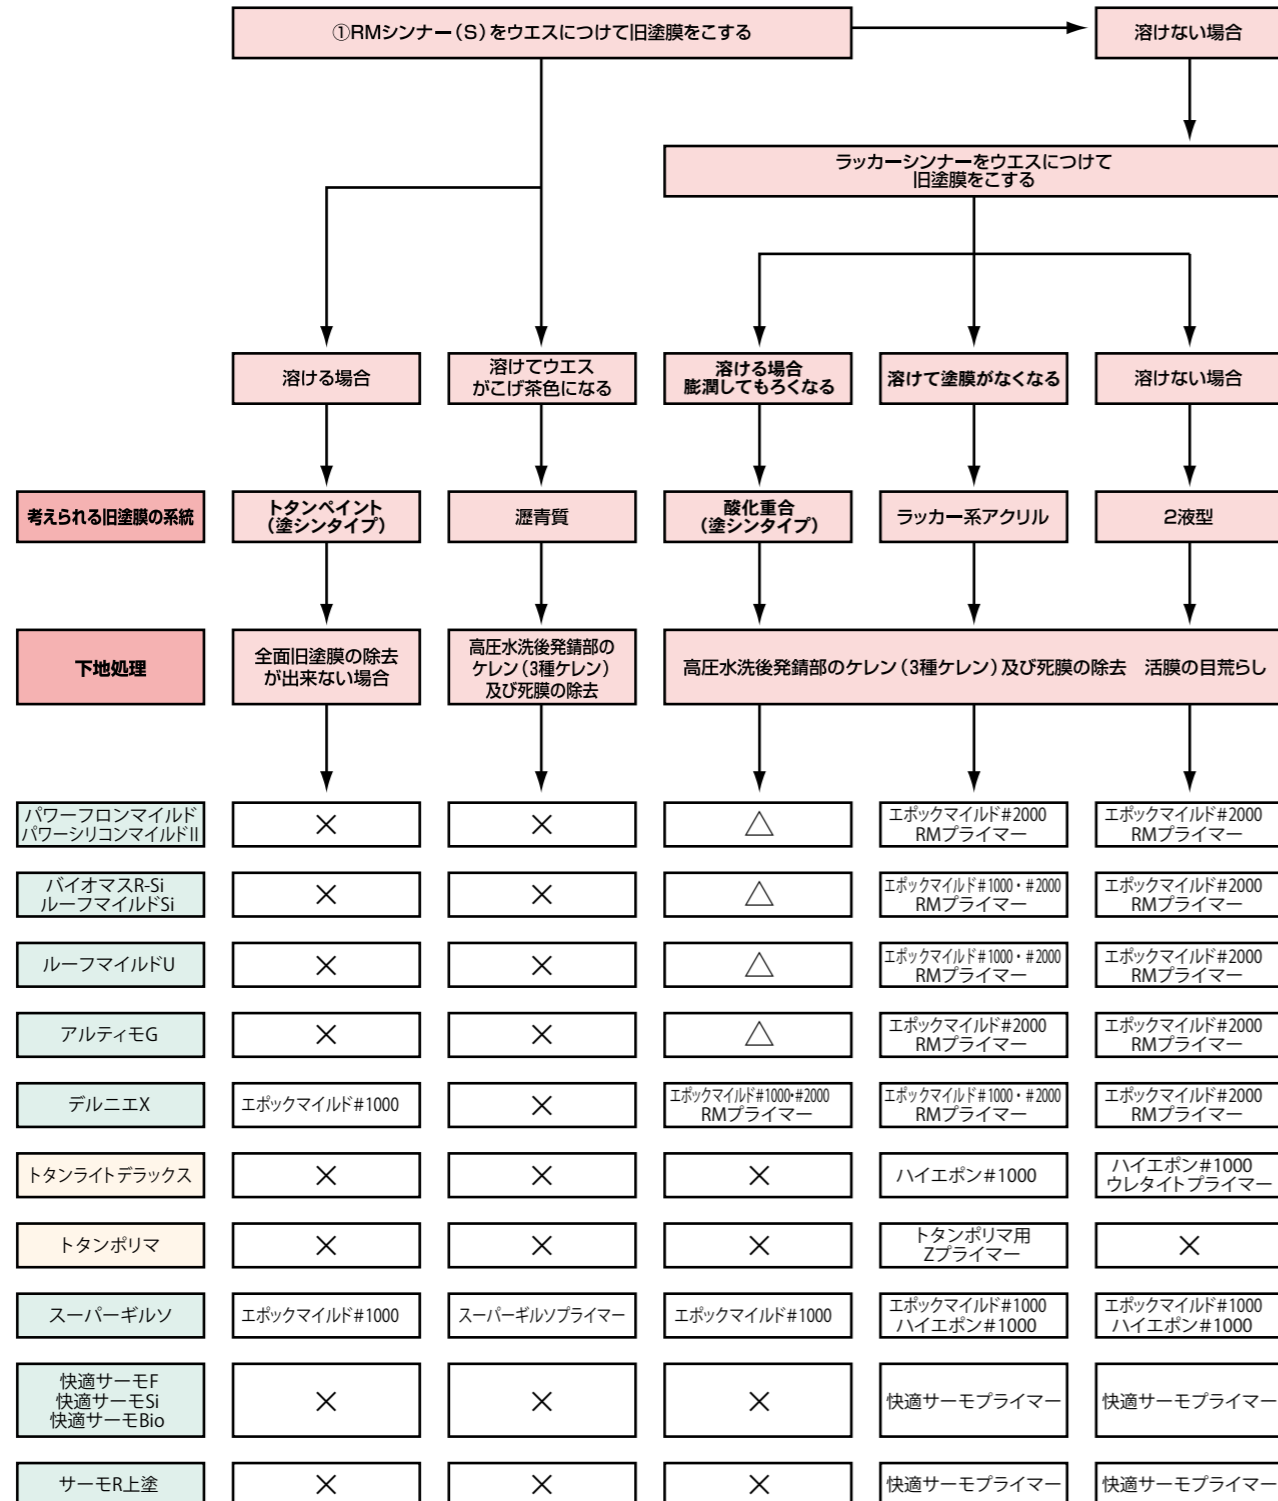 ①RMシンナー（S）をウエスにつけて旧塗膜をこする
溶けない場合
ラッカーシンナーをウエスにつけて
旧塗膜をこする
溶ける場合
溶けてウエス
がこげ茶色になる
溶ける場合
膨潤してもろくなる
溶けて塗膜がなくなる
溶けない場合
考えられる旧塗膜の系統
トタンペイント
（塗シンタイプ）
瀝青質
酸化重合
（塗シンタイプ）
ラッカー系アクリル
2液型
下地処理
全面旧塗膜の除去
が出来ない場合
高圧水洗後発錆部の
ケレン（3種ケレン）
及び死膜の除去
高圧水洗後発錆部のケレン（3種ケレン）及び死膜の除去　活膜の目荒らし
パワーフロンマイルド
パワーシリコンマイルドII
×
×
△
エポックマイルド#2000
RMプライマー
エポックマイルド#2000
RMプライマー
バイオマスR-Si
ルーフマイルドSi
×
×
△
エポックマイルド#1000・#2000
RMプライマー
エポックマイルド#2000
RMプライマー
ルーフマイルドU
×
×
△
エポックマイルド#1000・#2000
RMプライマー
エポックマイルド#2000
RMプライマー
アルティモG
×
×
△
エポックマイルド#2000
RMプライマー
エポックマイルド#2000
RMプライマー
デルニエX
エポックマイルド#1000
×
エポックマイルド#1000・#2000
RMプライマー
エポックマイルド#1000・#2000
RMプライマー
エポックマイルド#2000
RMプライマー
トタンライトデラックス
×
×
×
ハイエポン#1000
ハイエポン#1000
ウレタイトプライマー
トタンポリマ
×
×
×
トタンポリマ用
Zプライマー
×
スーパーギルソ
エポックマイルド#1000
スーパーギルソプライマー
エポックマイルド#1000
エポックマイルド#1000
ハイエポン#1000
エポックマイルド#1000
ハイエポン#1000
快適サーモF
快適サーモSi
快適サーモBio
×
×
×
快適サーモプライマー
快適サーモプライマー
サーモR上塗
×
×
×
快適サーモプライマー
快適サーモプライマー